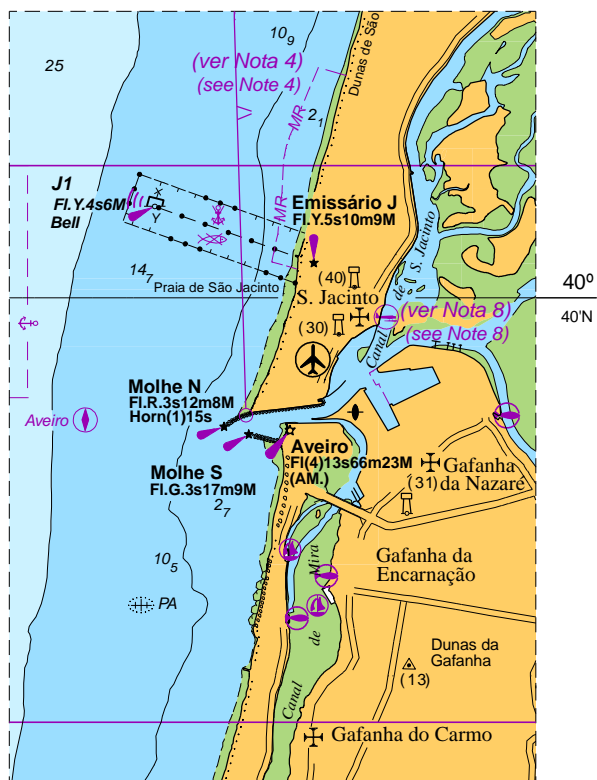 10₉
25
(ver Nota 4)
(see Note 4)
Dunas de São
2₁
MR
J1
Fl.Y.4s6M
Bell
X
Y
Emissário J
Fl.Y.5s10m9M
MR
14₇
Praia de São Jacinto
(40)
S. Jacinto
Canal de S. Jacinto
40º
40'N
(30)
(ver Nota 8)
(see Note 8)
Molhe N
Fl.R.3s12m8M
Horn(1)15s
Aveiro
Aveiro
Fl(4)13s66m23M
(AM.)
Molhe S
Fl.G.3s17m9M
Gafanha
da Nazaré
(31)
2₇
10₅
PA
Gafanha da
Encarnação
Canal de Mira
Dunas da
Gafanha
(13)
Gafanha do Carmo